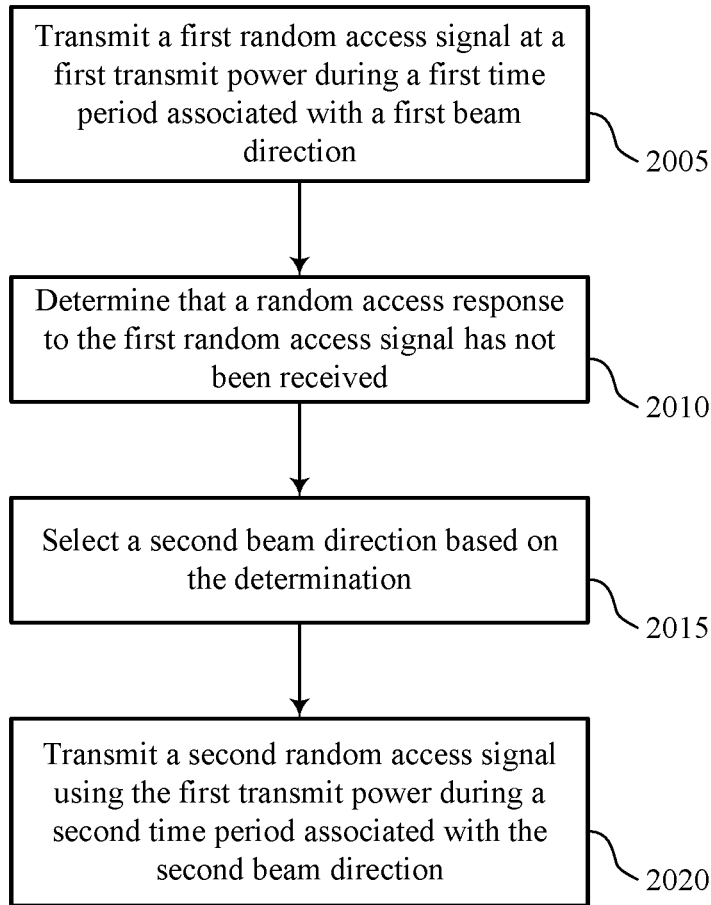 Transmit a first random access signal at a
first transmit power during a first time
period associated with a first beam
direction
2005
Determine that a random access response
to the first random access signal has not
been received
2010
Select a second beam direction based on
the determination
2015
Transmit a second random access signal
using the first transmit power during a
second time period associated with the
second beam direction
2020